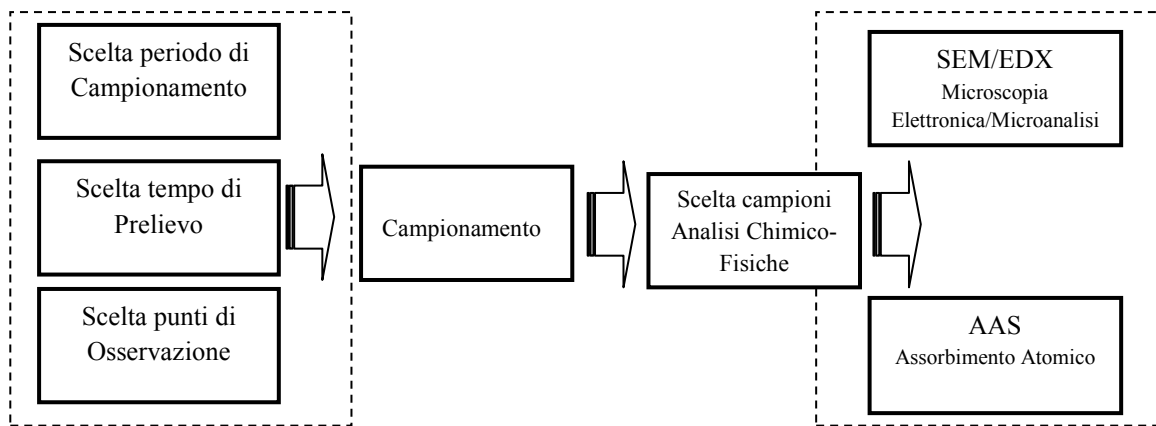 Scelta periodo di
Campionamento
Scelta tempo di
Prelievo
Scelta punti di
Osservazione
Campionamento
Scelta campioni
Analisi Chimico-
Fisiche
SEM/EDX
Microscopia
Elettronica/Microanalisi
AAS
Assorbimento Atomico